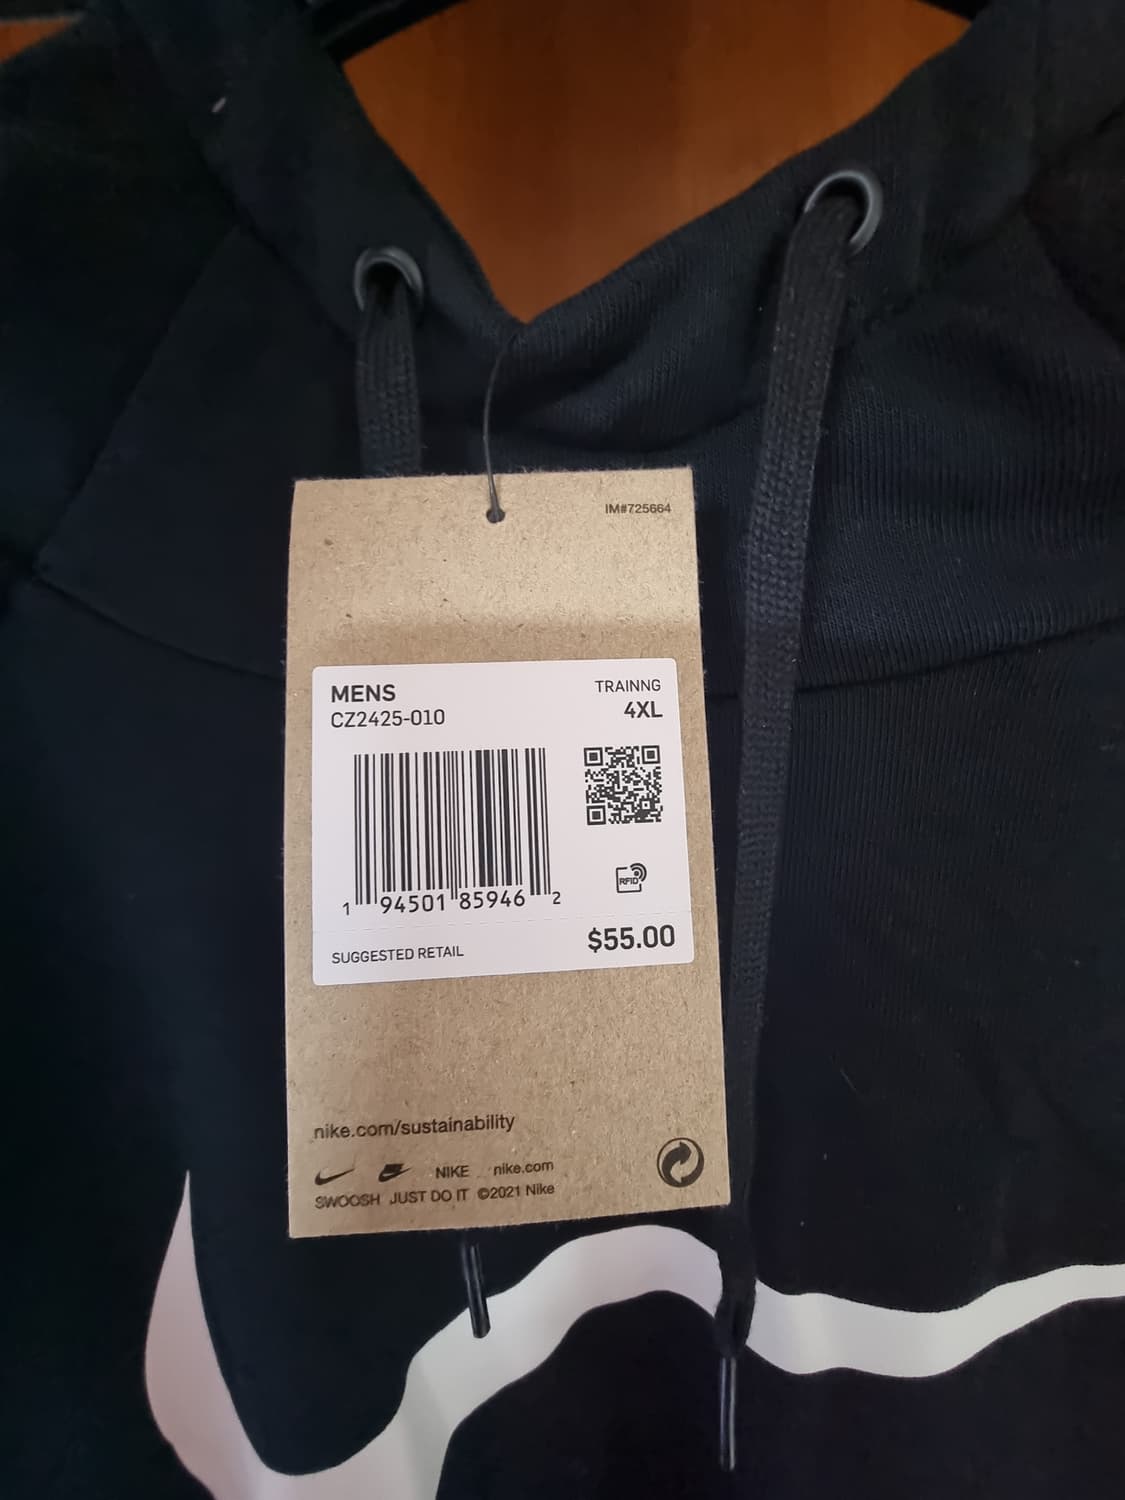 IM#725664
MENS
TRAINNG
CZ2425-010
4XL
RFID
1 94501 85946 2
SUGGESTED RETAIL
$55.00
nike.com/sustainability
NIKE nike.com
SWOOSH JUST DO IT ©2021 Nike